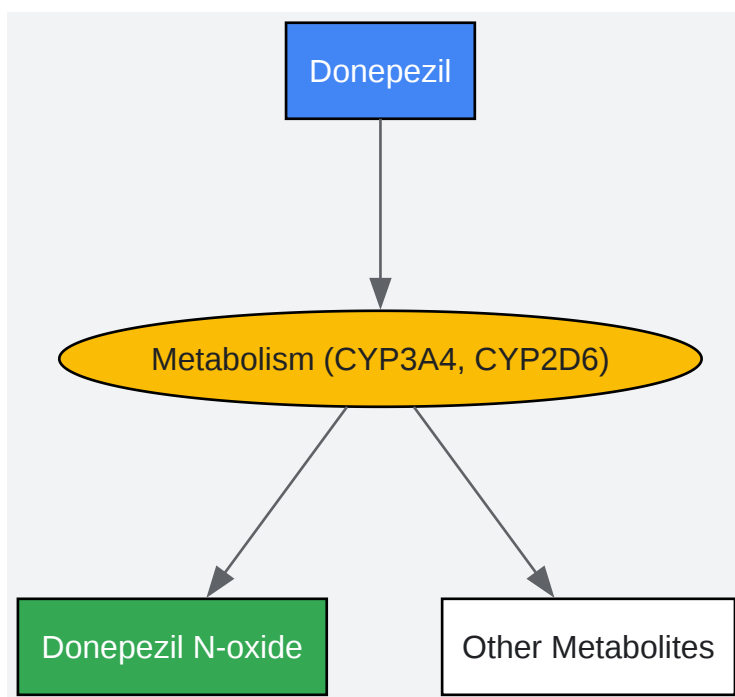 Donepezil
Metabolism (CYP3A4, CYP2D6)
Donepezil N-oxide
Other Metabolites